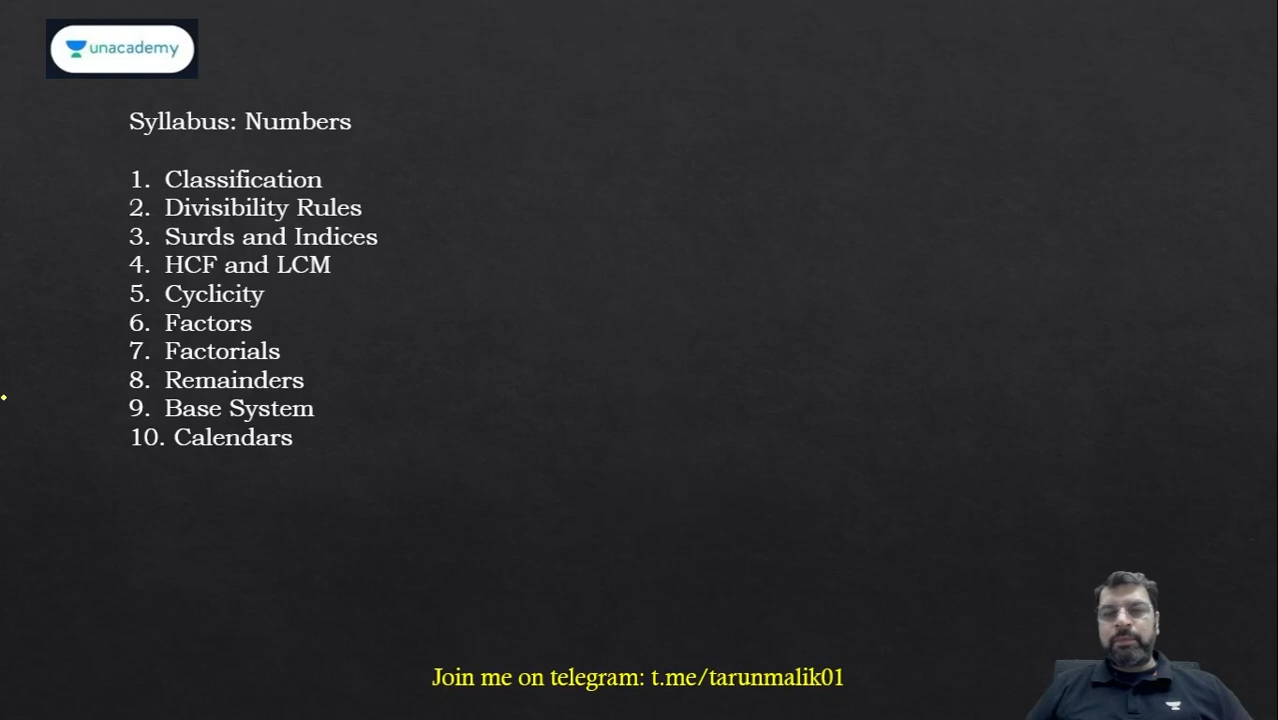 unacademy
Syllabus: Numbers
1. Classification
2. Divisibility Rules
3. Surds and Indices
4. HCF and LCM
5. Cyclicity
6. Factors
7. Factorials
8. Remainders
9. Base System
10. Calendars
Join me on telegram: t.me/tarunmalik01